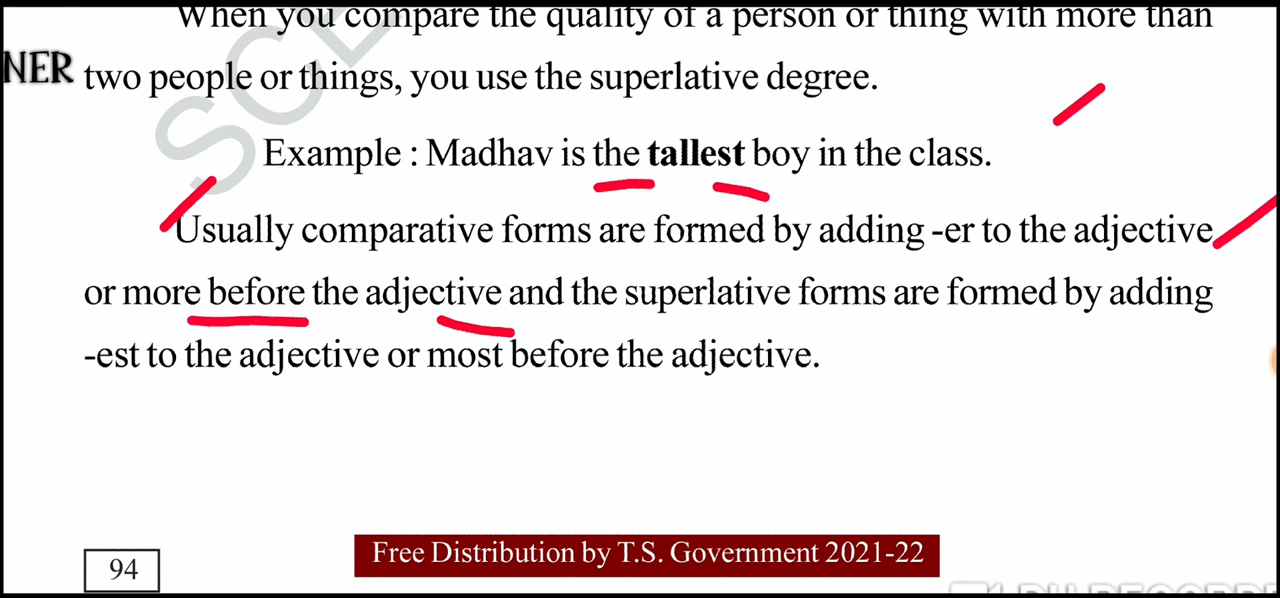 When you compare the quality of a person or thing with more than
NER two people or things, you use the superlative degree.
Example : Madhav is the tallest boy in the class.
Usually comparative forms are formed by adding -er to the adjective
or more before the adjective and the superlative forms are formed by adding
-est to the adjective or most before the adjective.
Free Distribution by T.S. Government 2021-22
94